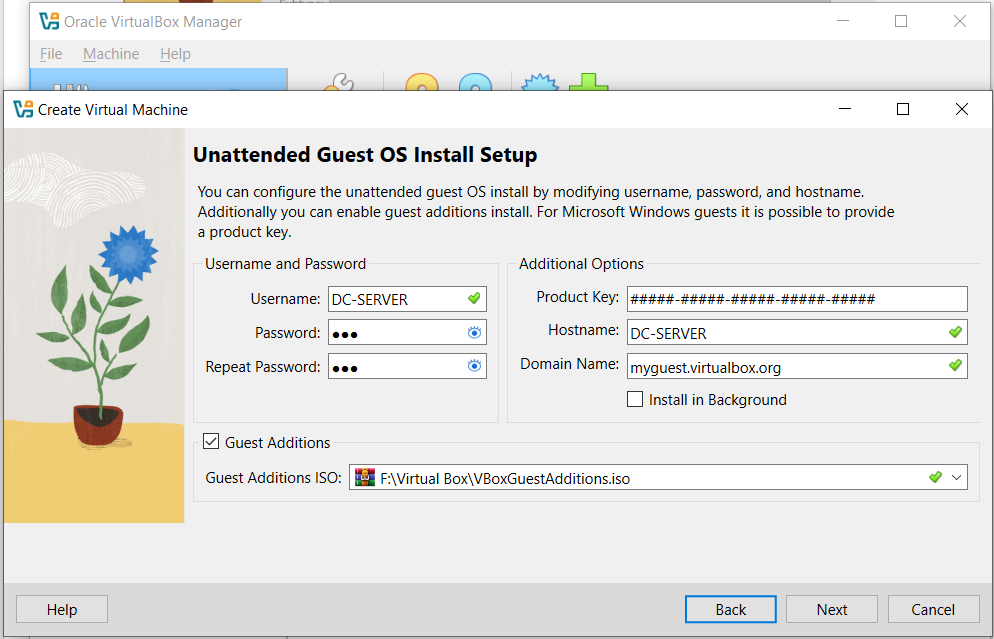 Oracle VirtualBox Manager
File Machine Help
Create Virtual Machine
Unattended Guest OS Install Setup
You can configure the unattended guest OS install by modifying username, password, and hostname.
Additionally you can enable guest additions install. For Microsoft Windows guests it is possible to provide
a product key.
Username and Password
Username: DC-SERVER
Password: ●●●
Repeat Password: ●●●
Additional Options
Product Key: #####-#####-#####-#####-#####
Hostname: DC-SERVER
Domain Name: myguest.virtualbox.org
Install in Background
Guest Additions
Guest Additions ISO: F:\Virtual Box\VBoxGuestAdditions.iso
Help Back Next Cancel